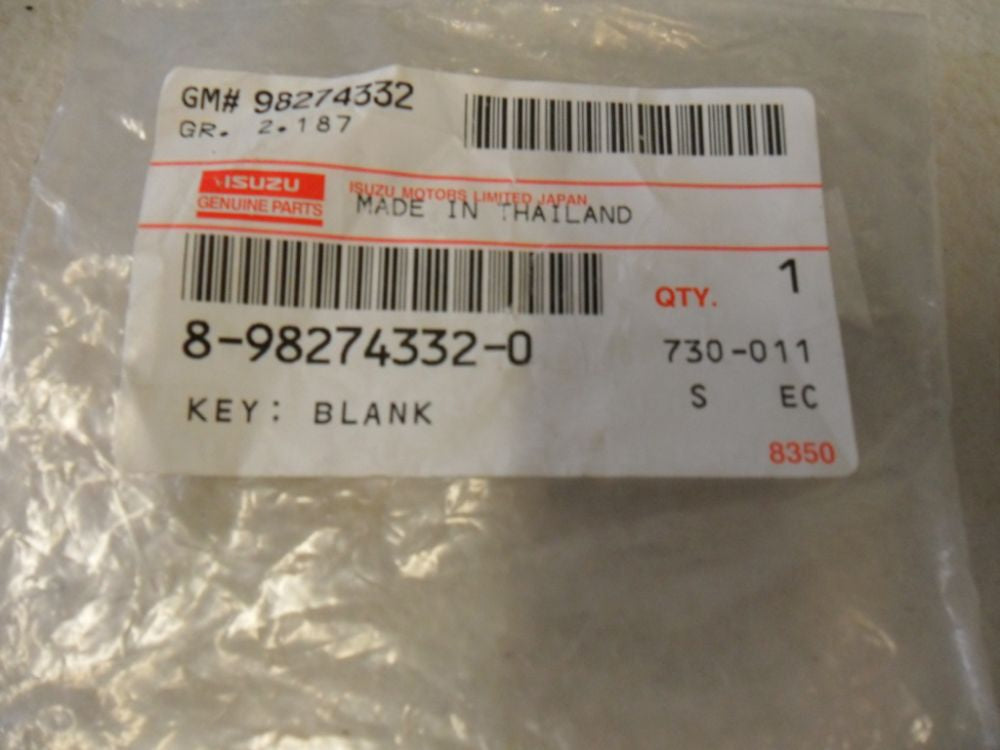 GM# 98274332
GR. 2.187
ISUZU
GENUINE PARTS
ISUZU MOTORS LIMITED JAPAN
MADE IN THAILAND
QTY. 1
8-98274332-0
730-011
KEY: BLANK
S EC
8350